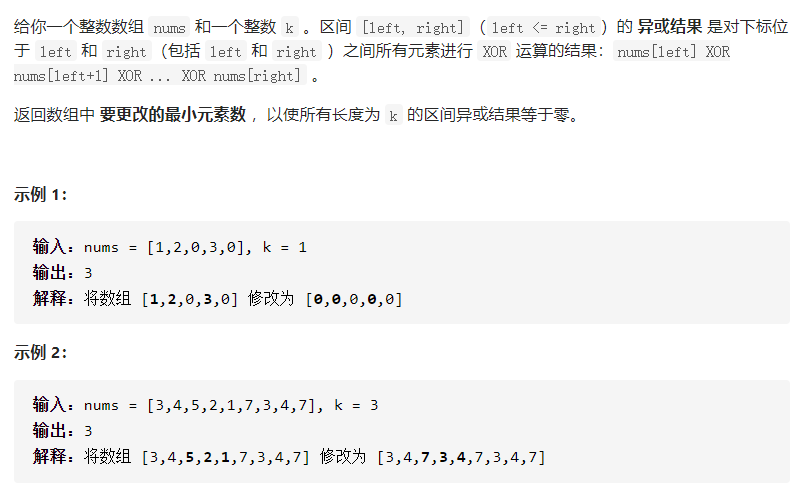 给你一个整数数组 nums 和一个整数 k 。区间 [left, right]（ left <= right ）的 异或结果 是对下标位
于 left 和 right（包括 left 和 right ）之间所有元素进行 XOR 运算的结果：nums[left] XOR
nums[left+1] XOR ... XOR nums[right] 。
返回数组中 要更改的最小元素数 ，以使所有长度为 k 的区间异或结果等于零。
示例 1：
输入：nums = [1,2,0,3,0], k = 1
输出：3
解释：将数组 [1,2,0,3,0] 修改为 [0,0,0,0,0]
示例 2：
输入：nums = [3,4,5,2,1,7,3,4,7], k = 3
输出：3
解释：将数组 [3,4,5,2,1,7,3,4,7] 修改为 [3,4,7,3,4,7,3,4,7]